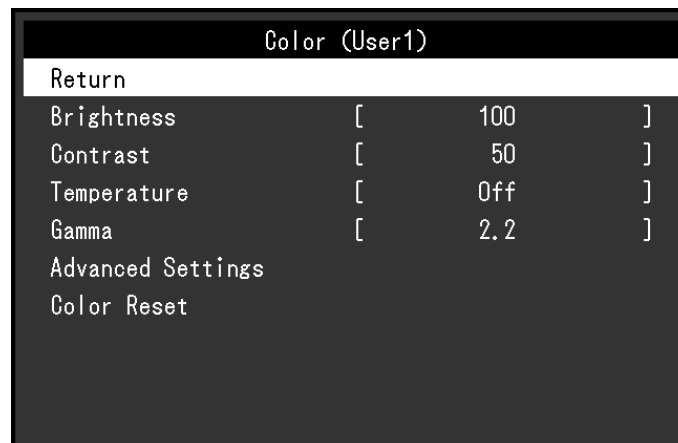 Color (User1)
Return
Brightness [ 100 ]
Contrast [ 50 ]
Temperature [ Off ]
Gamma [ 2.2 ]
Advanced Settings
Color Reset